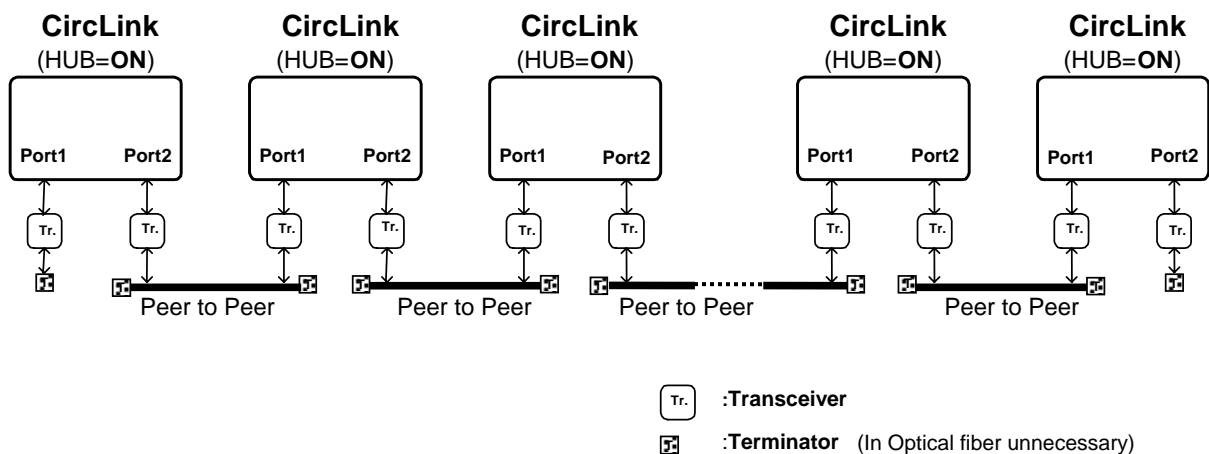 CircLink CircLink CircLink CircLink CircLink
(HUB=ON) (HUB=ON) (HUB=ON) (HUB=ON) (HUB=ON)
Port1 Port2 Port1 Port2 Port1 Port2 Port1 Port2 Port1 Port2
Tr. Tr. Tr. Tr. Tr. Tr. Tr. Tr. Tr. Tr.
Peer to Peer Peer to Peer Peer to Peer Peer to Peer
Tr. :Transceiver
:Terminator (In Optical fiber unnecessary)